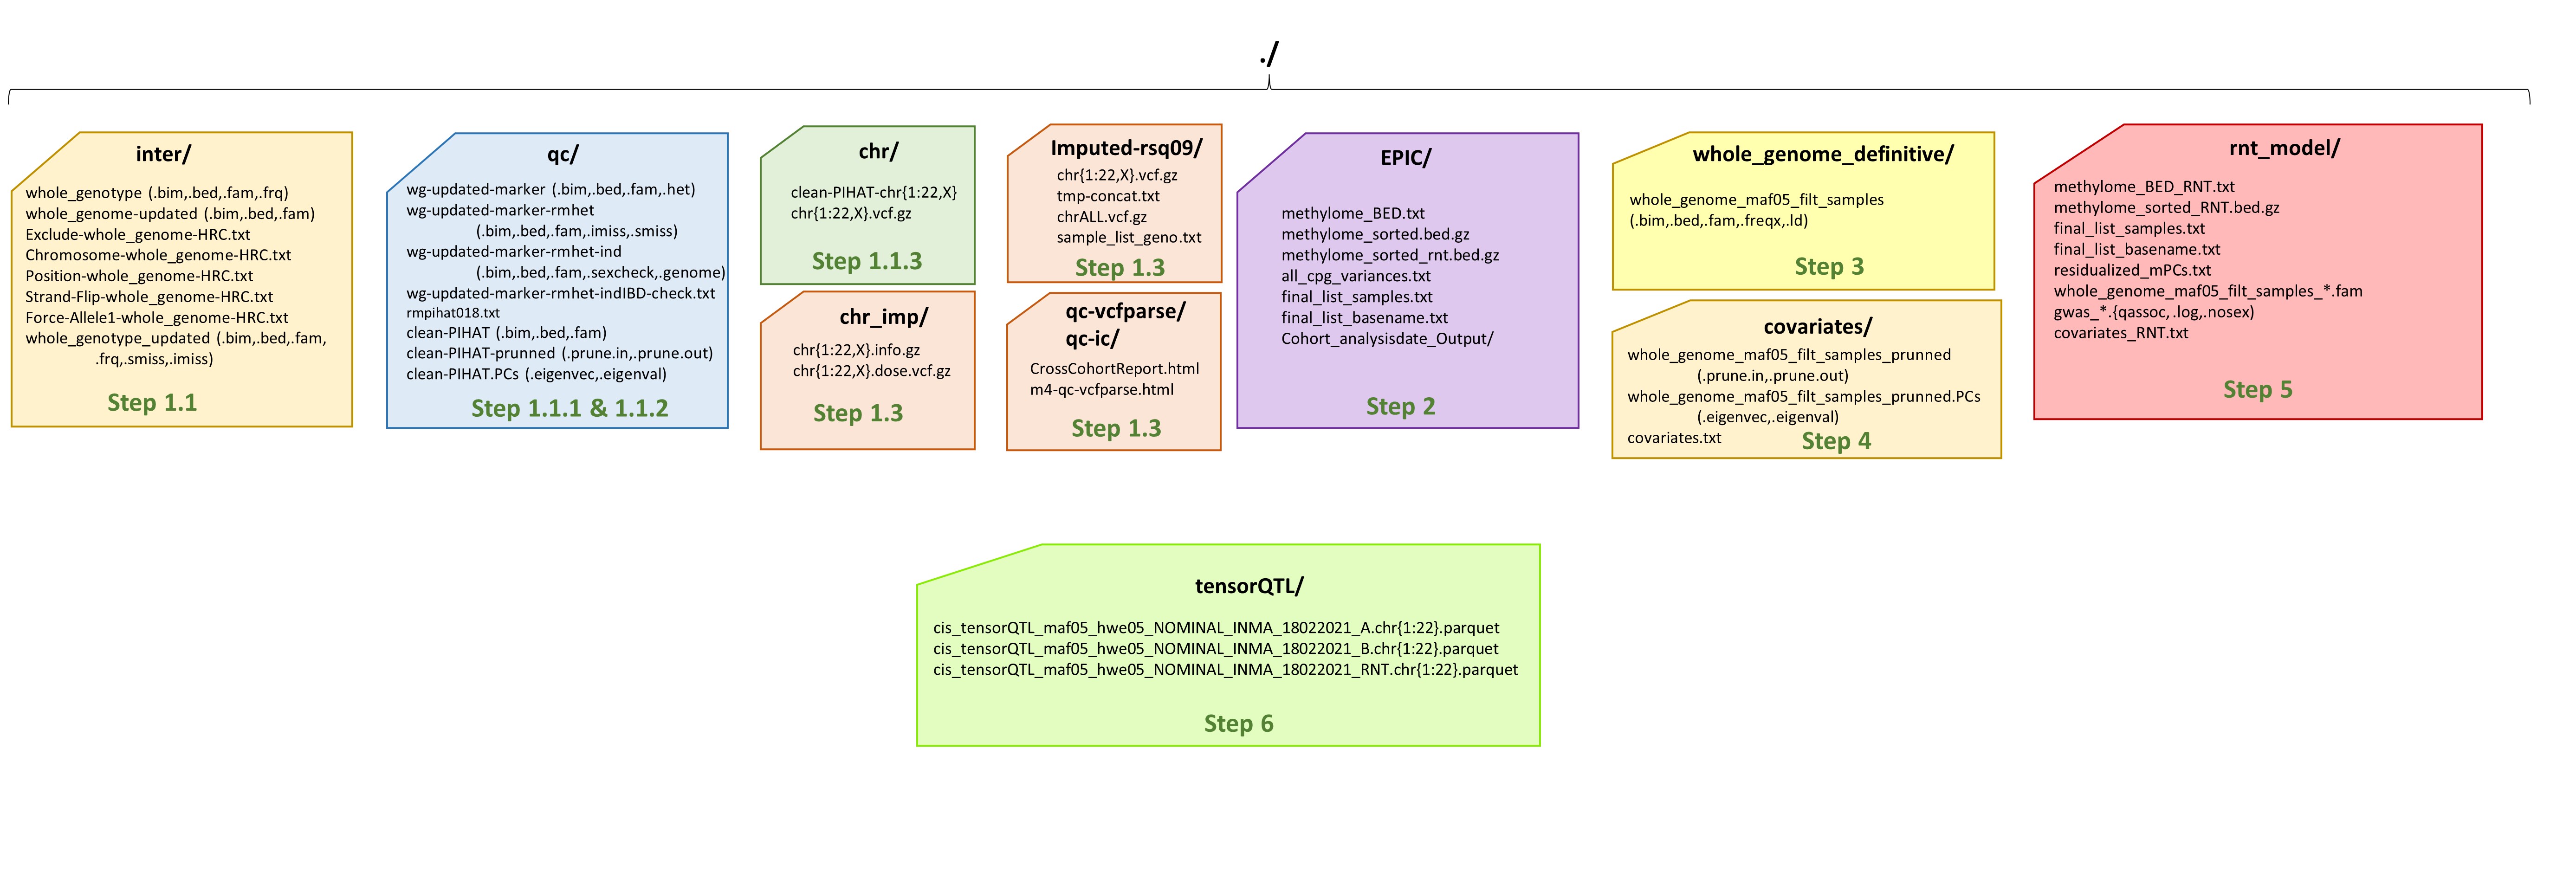 ./
inter/
whole_genotype (.bim,.bed,.fam,.frq)
whole_genome-updated (.bim,.bed,.fam)
Exclude-whole_genome-HRC.txt
Chromosome-whole_genome-HRC.txt
Position-whole_genome-HRC.txt
Strand-Flip-whole_genome-HRC.txt
Force-Allele1-whole_genome-HRC.txt
whole_genotype_updated (.bim,.bed,.fam,
.frq,.smiss,.imiss)
Step 1.1
qc/
wg-updated-marker (.bim,.bed,.fam,.het)
wg-updated-marker-rmhet
(.bim,.bed,.fam,.imiss,.smiss)
wg-updated-marker-rmhet-ind
(.bim,.bed,.fam,.sexcheck,.genome)
wg-updated-marker-rmhet-indIBD-check.txt
rmpihat018.txt
clean-PIHAT (.bim,.bed,.fam)
clean-PIHAT-prunned (.prune.in,.prune.out)
clean-PIHAT.PCs (.eigenvec,.eigenval)
Step 1.1.1 & 1.1.2
chr/
clean-PIHAT-chr{1:22,X}
chr{1:22,X}.vcf.gz
Step 1.1.3
chr_imp/
chr{1:22,X}.info.gz
chr{1:22,X}.dose.vcf.gz
Step 1.3
Imputed-rsq09/
chr{1:22,X}.vcf.gz
tmp-concat.txt
chrALL.vcf.gz
sample_list_geno.txt
Step 1.3
qc-vcfparse/
qc-ic/
CrossCohortReport.html
m4-qc-vcfparse.html
Step 1.3
EPIC/
methylome_BED.txt
methylome_sorted.bed.gz
methylome_sorted_rnt.bed.gz
all_cpg_variances.txt
final_list_samples.txt
final_list_basename.txt
Cohort_analysisdate_Output/
Step 2
whole_genome_definitive/
whole_genome_maf05_filt_samples
(.bim,.bed,.fam,.freqx,.ld)
Step 3
covariates/
whole_genome_maf05_filt_samples_prunned
(.prune.in,.prune.out)
whole_genome_maf05_filt_samples_prunned.PCs
(.eigenvec,.eigenval)
covariates.txt
Step 4
rnt_model/
methylome_BED_RNT.txt
methylome_sorted_RNT.bed.gz
final_list_samples.txt
final_list_basename.txt
residualized_mPCs.txt
whole_genome_maf05_filt_samples_*.fam
gwas_*.{qassoc,.log,.nosex)
covariates_RNT.txt
Step 5
tensorQTL/
cis_tensorQTL_maf05_hwe05_NOMINAL_INMA_18022021_A.chr{1:22}.parquet
cis_tensorQTL_maf05_hwe05_NOMINAL_INMA_18022021_B.chr{1:22}.parquet
cis_tensorQTL_maf05_hwe05_NOMINAL_INMA_18022021_RNT.chr{1:22}.parquet
Step 6